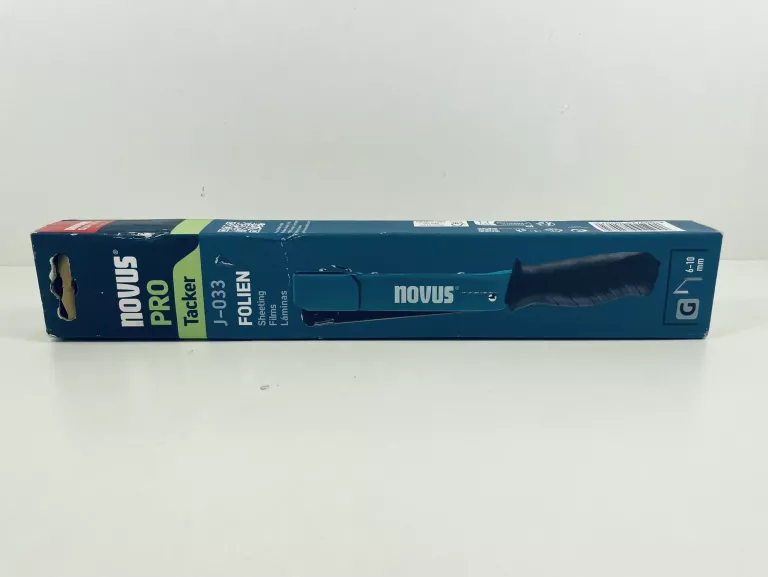 novus
PRO
Tacker
J-033
FOLIEN
Sheeting
Films
Láminas
novus
G
6-10
mm